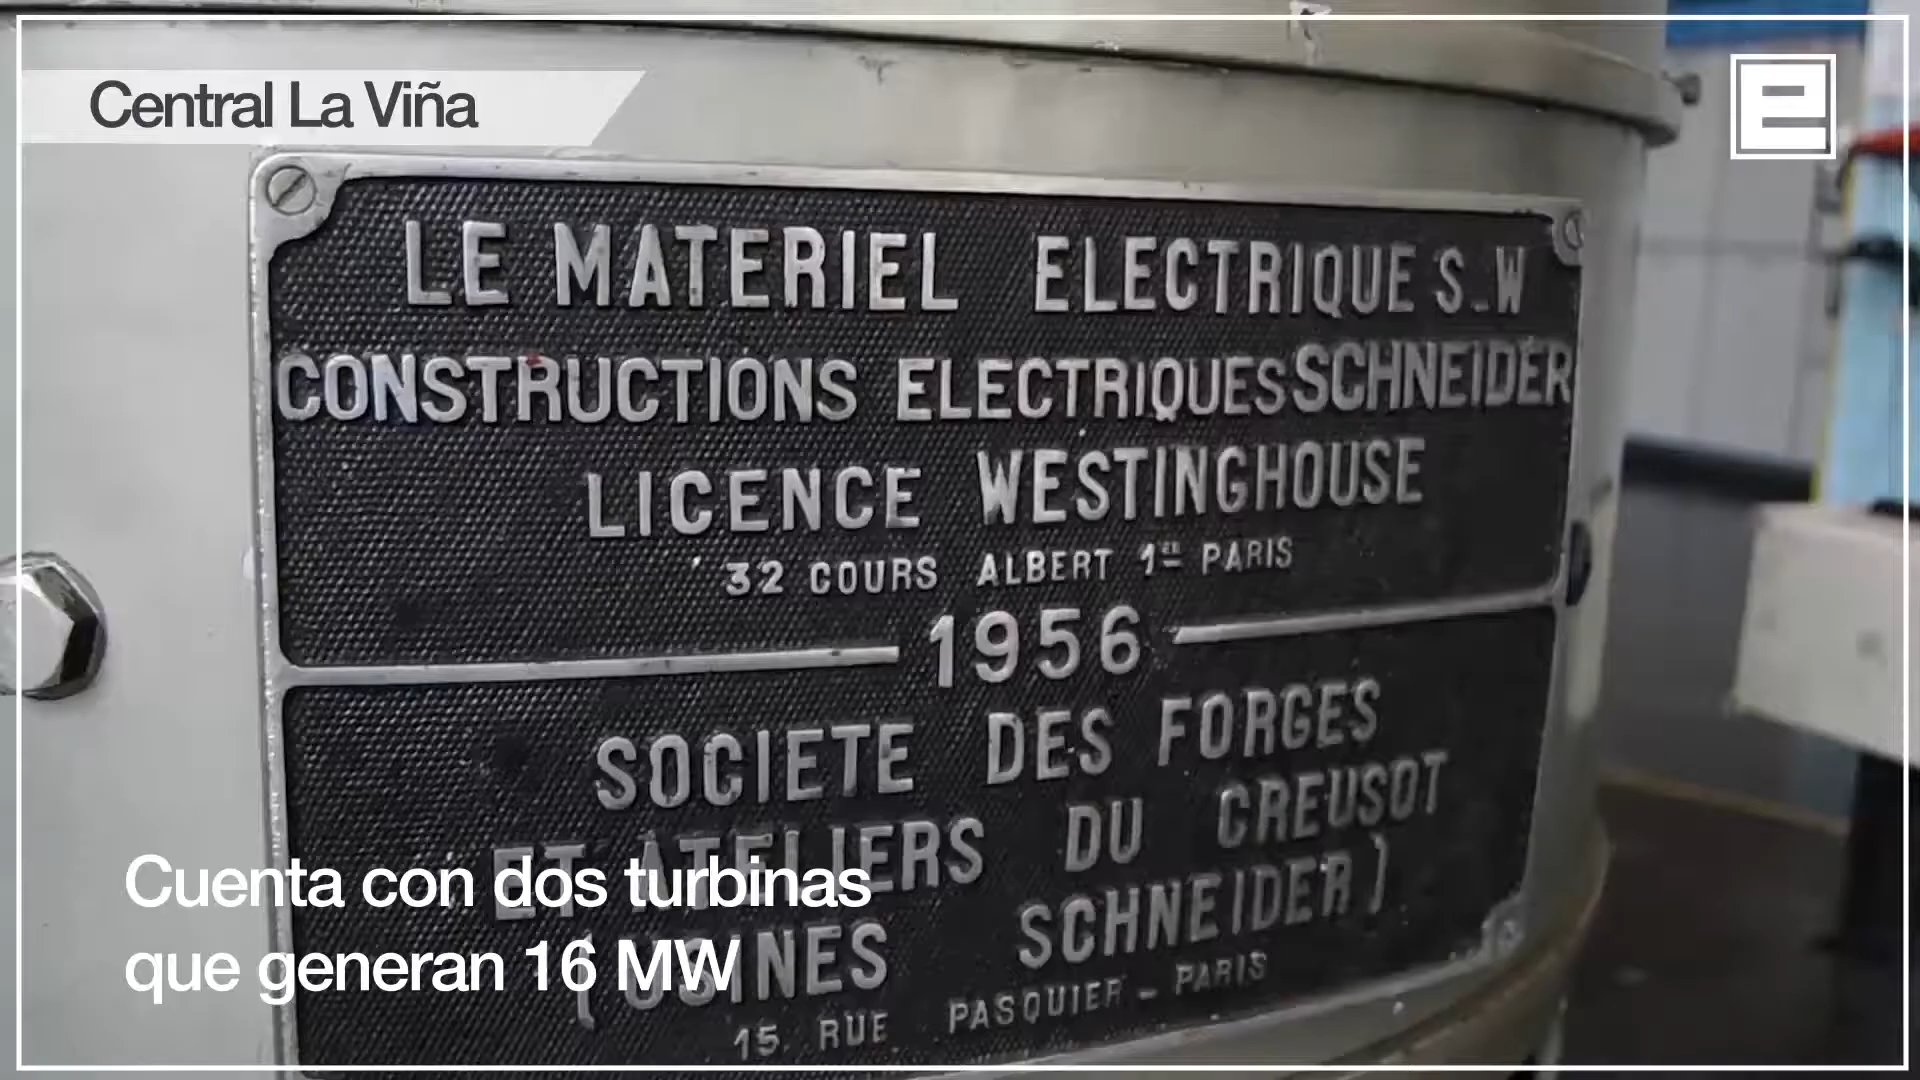 Central La Viña
e
LE MATERIEL ELECTRIQUE S_W
CONSTRUCTIONS ELECTRIQUES SCHNEIDER
LICENCE WESTINGHOUSE
32 COURS ALBERT 1ER PARIS
1956
SOCIETE DES FORGES
ET ATELIERS DU CREUSOT
(USINES SCHNEIDER)
15. RUE PASQUIER _ PARIS
Cuenta con dos turbinas
que generan 16 MW